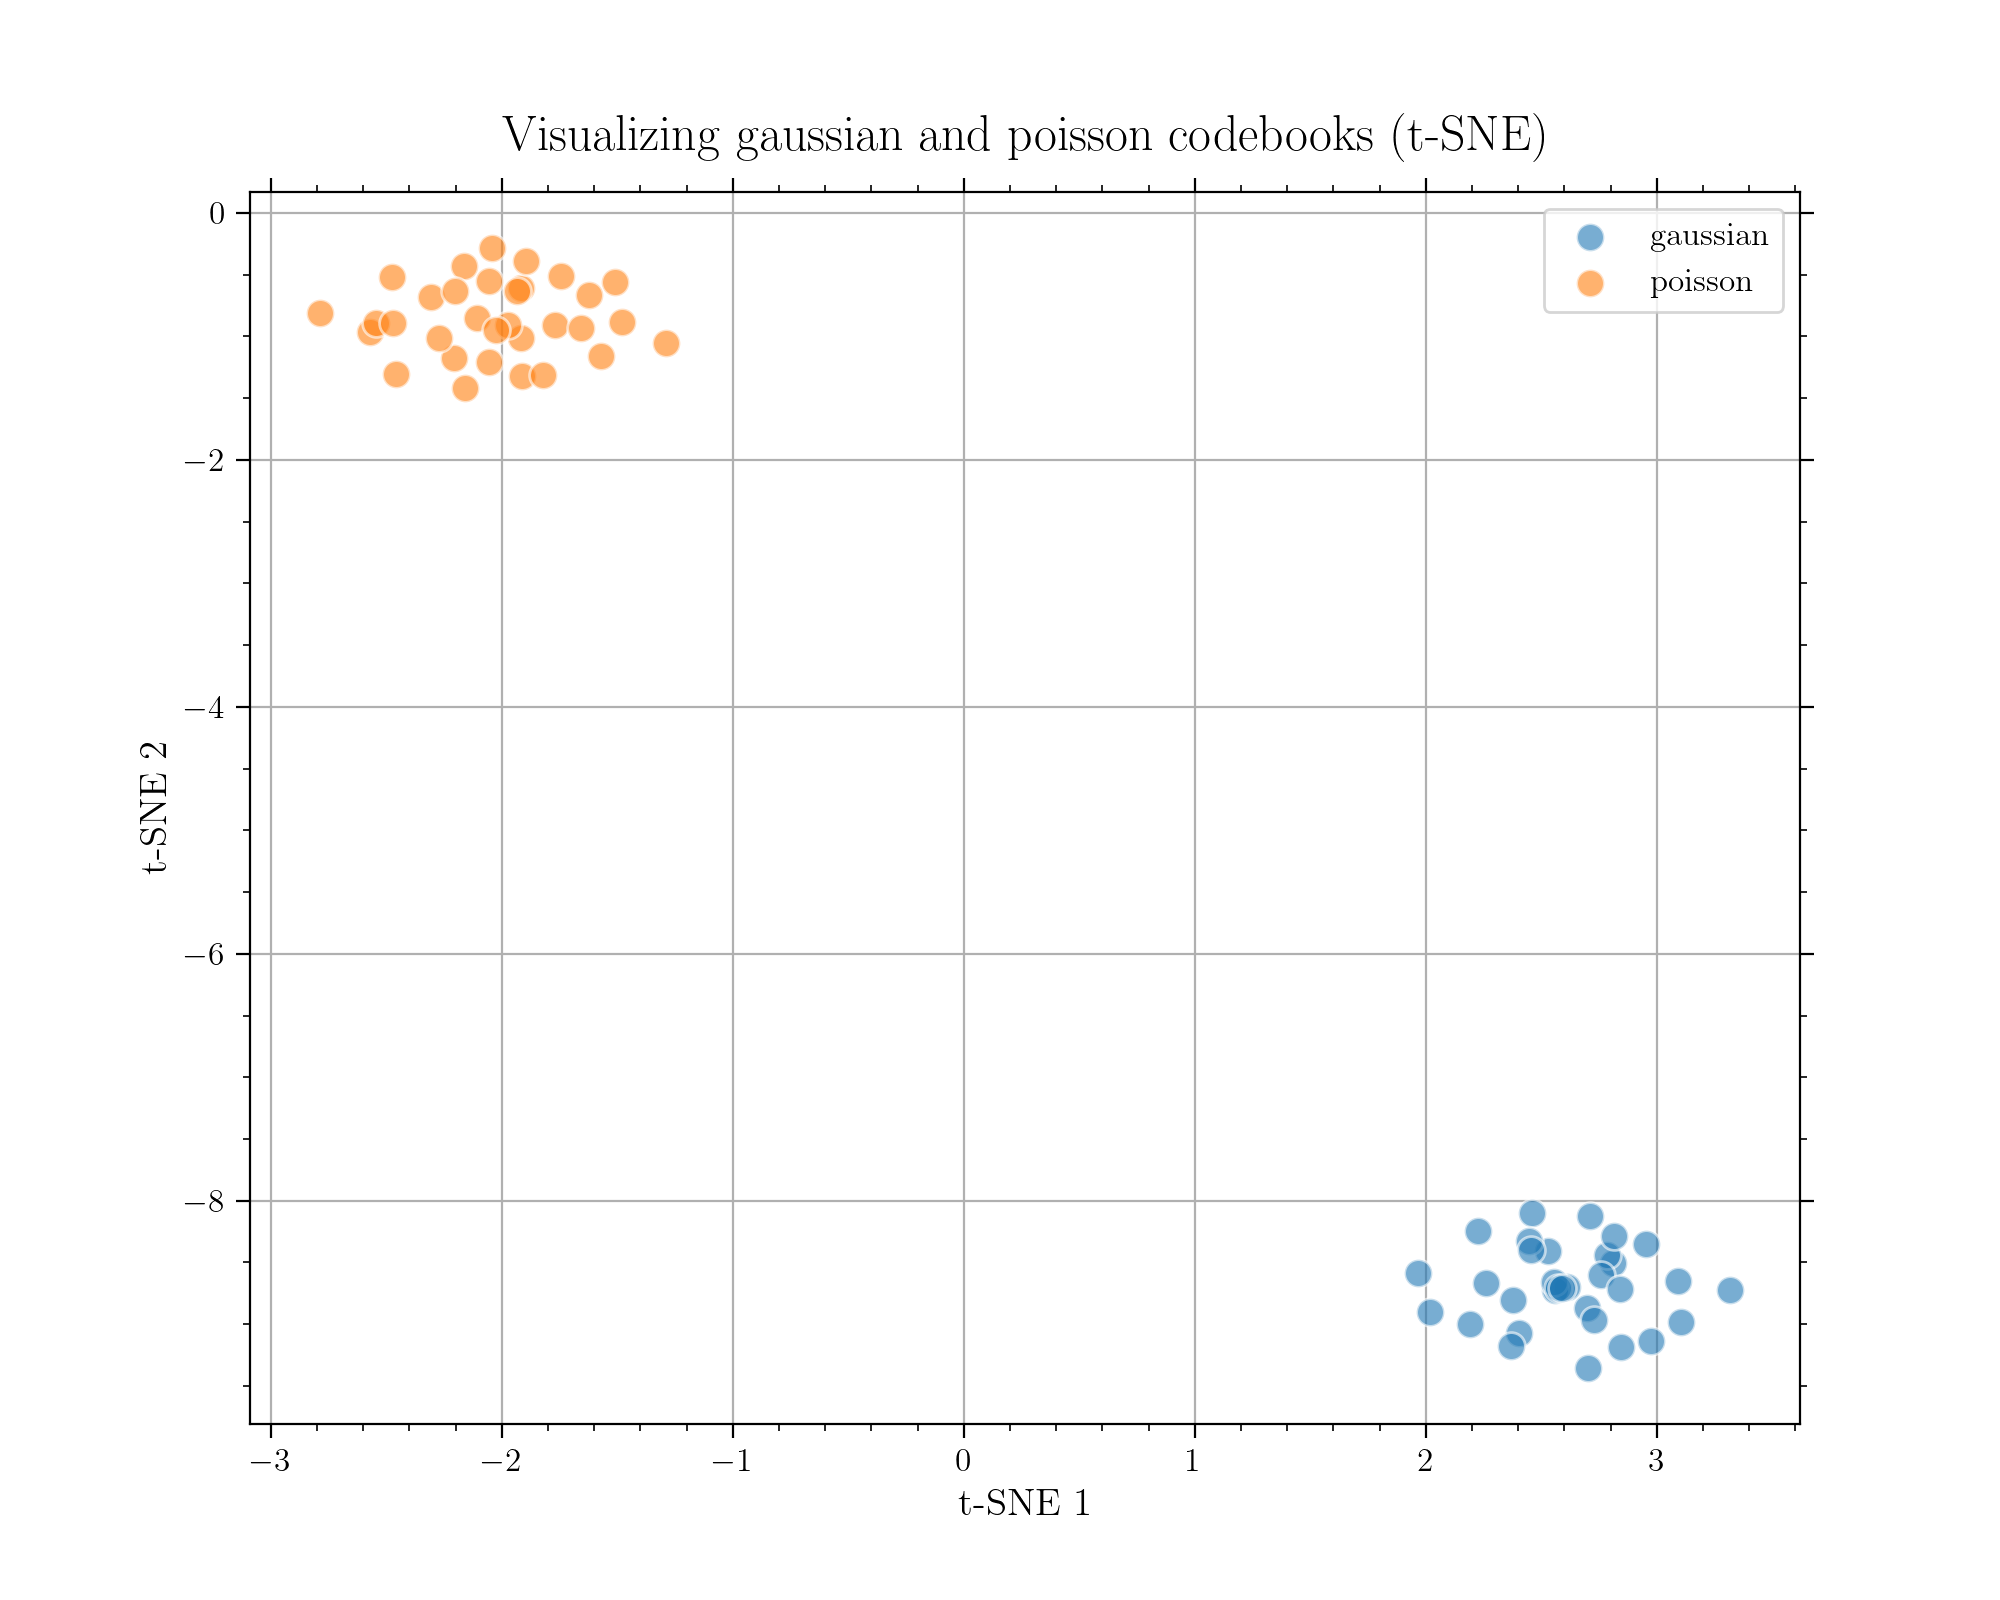 Visualizing gaussian and poisson codebooks (t-SNE)
gaussian
poisson
0
−2
−4
−6
−8
t-SNE 2
−3 −2 −1 0 1 2 3
t-SNE 1